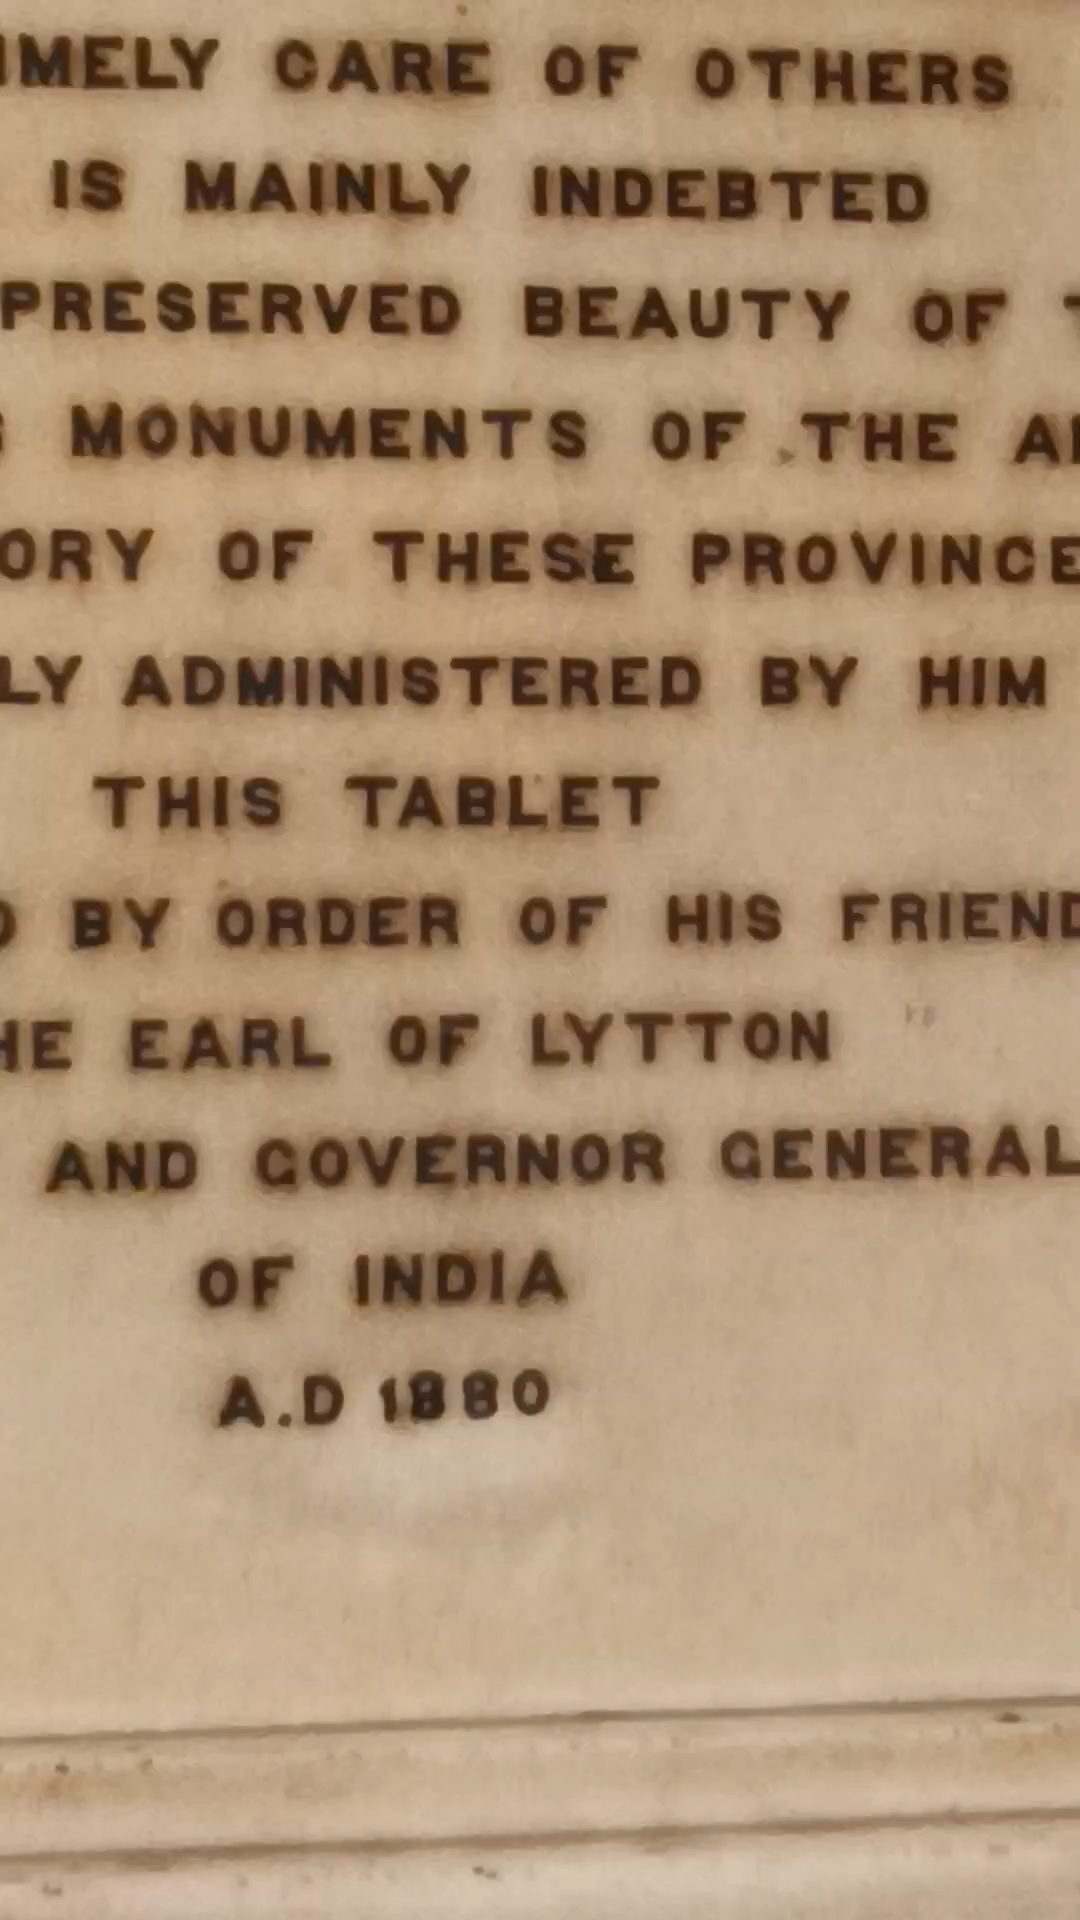 IMELY CARE OF OTHERS
IS MAINLY INDEBTED
PRESERVED BEAUTY OF T
S MONUMENTS OF THE
ORY OF THESE PROVINCE
LY ADMINISTERED BY HIM
THIS TABLET
D BY ORDER OF HIS FRIEND
HE EARL OF LYTTON
AND GOVERNOR GENERAL
OF INDIA
A.D 1880